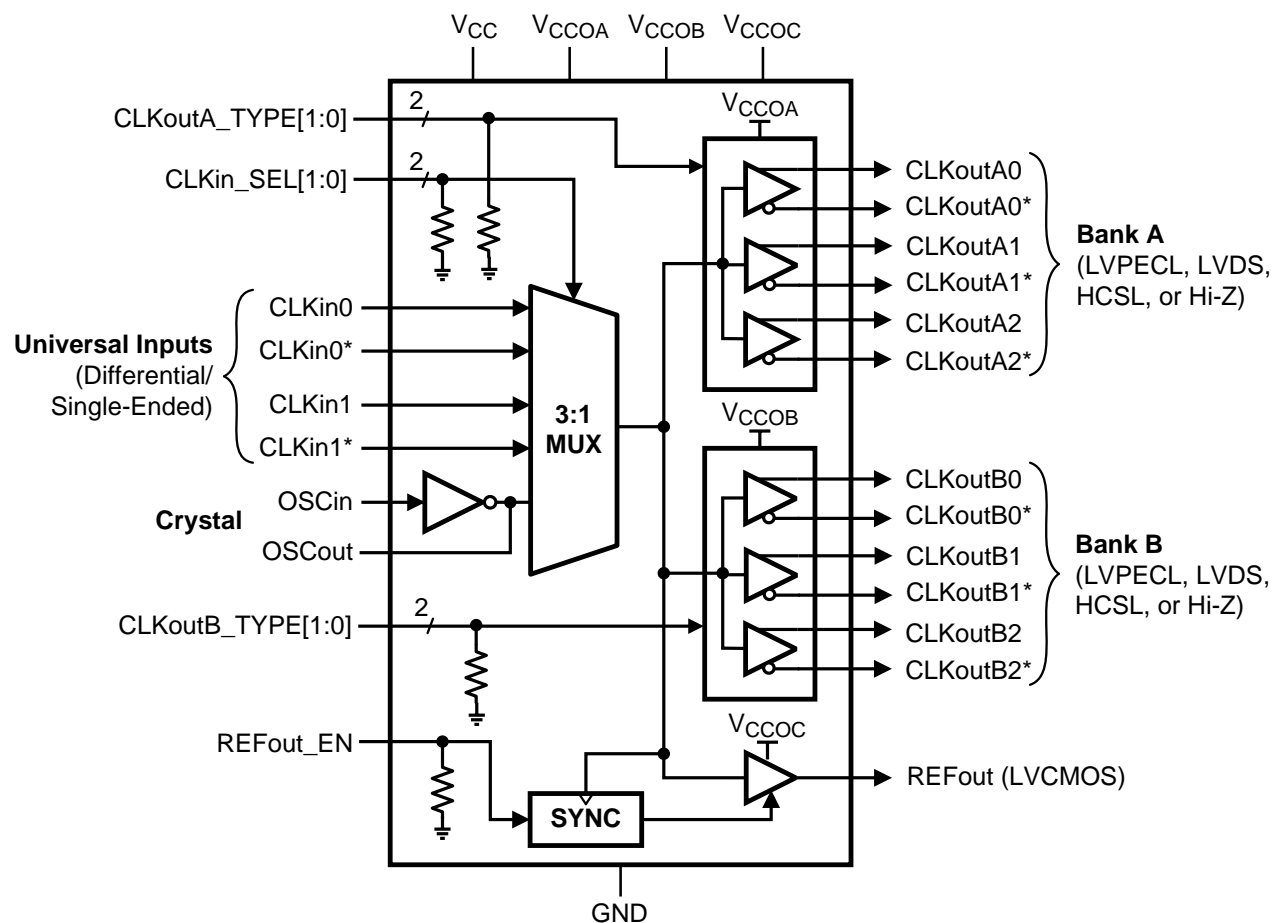 VCC
VCCOA
VCCOB
VCCOC
CLKoutA_TYPE[1:0]
2
CLKin_SEL[1:0]
2
VCCOA
CLKoutA0
CLKoutA0*
CLKoutA1
CLKoutA1*
CLKoutA2
CLKoutA2*
Bank A
(LVPECL, LVDS,
HCSL, or Hi-Z)
Universal Inputs
(Differential/
Single-Ended)
CLKin0
CLKin0*
CLKin1
CLKin1*
3:1
MUX
Crystal
OSCin
OSCout
VCCOB
CLKoutB0
CLKoutB0*
CLKoutB1
CLKoutB1*
CLKoutB2
CLKoutB2*
Bank B
(LVPECL, LVDS,
HCSL, or Hi-Z)
CLKoutB_TYPE[1:0]
2
REFout_EN
SYNC
VCCOC
REFout (LVCMOS)
GND